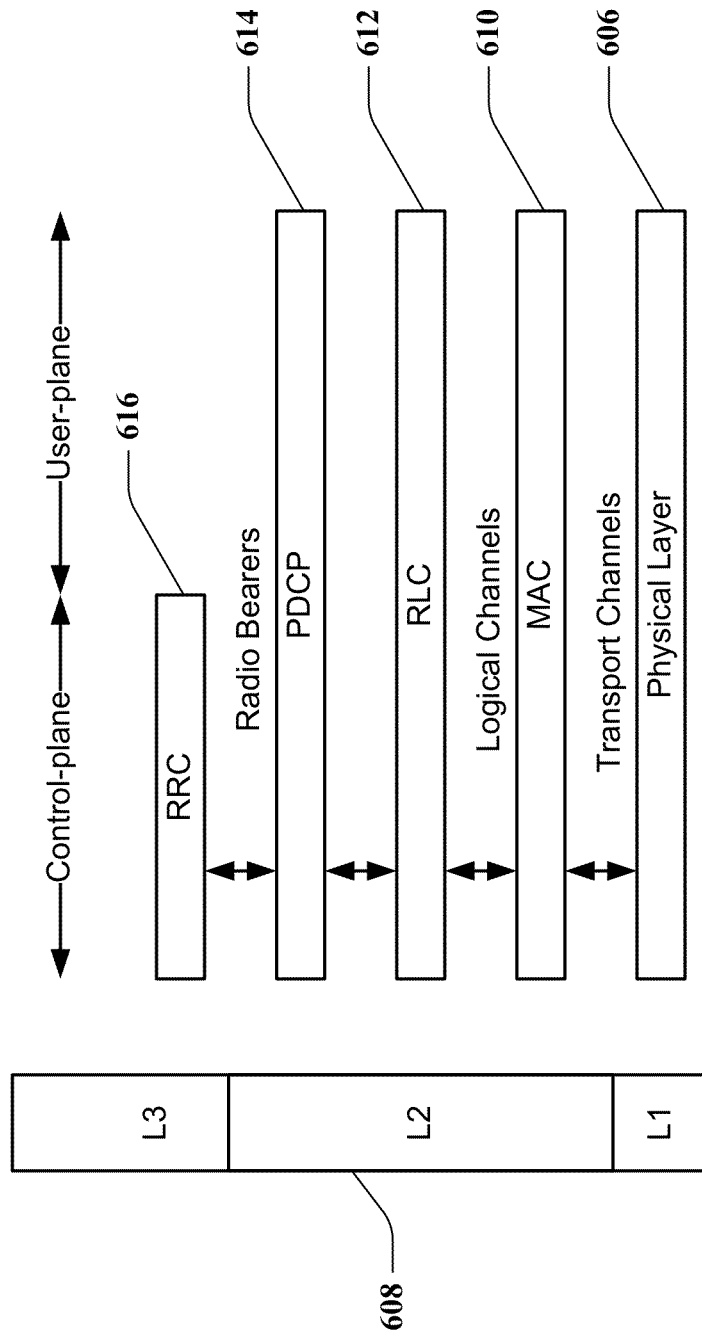 Control-plane
User-plane
616
RRC
Radio Bearers
614
PDCP
612
RLC
Logical Channels
610
MAC
Transport Channels
606
Physical Layer
L3
L2
L1
608